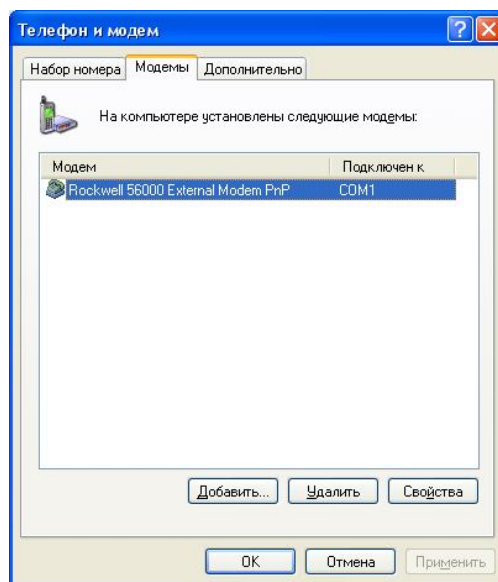 Телефон и модем
Набор номера Модемы Дополнительно
На компьютере установлены следующие модемы:
Модем Подключен к
Rockwell 56000 External Modem PnP COM1
Добавить... Удалить Свойства
OK Отмена Применить